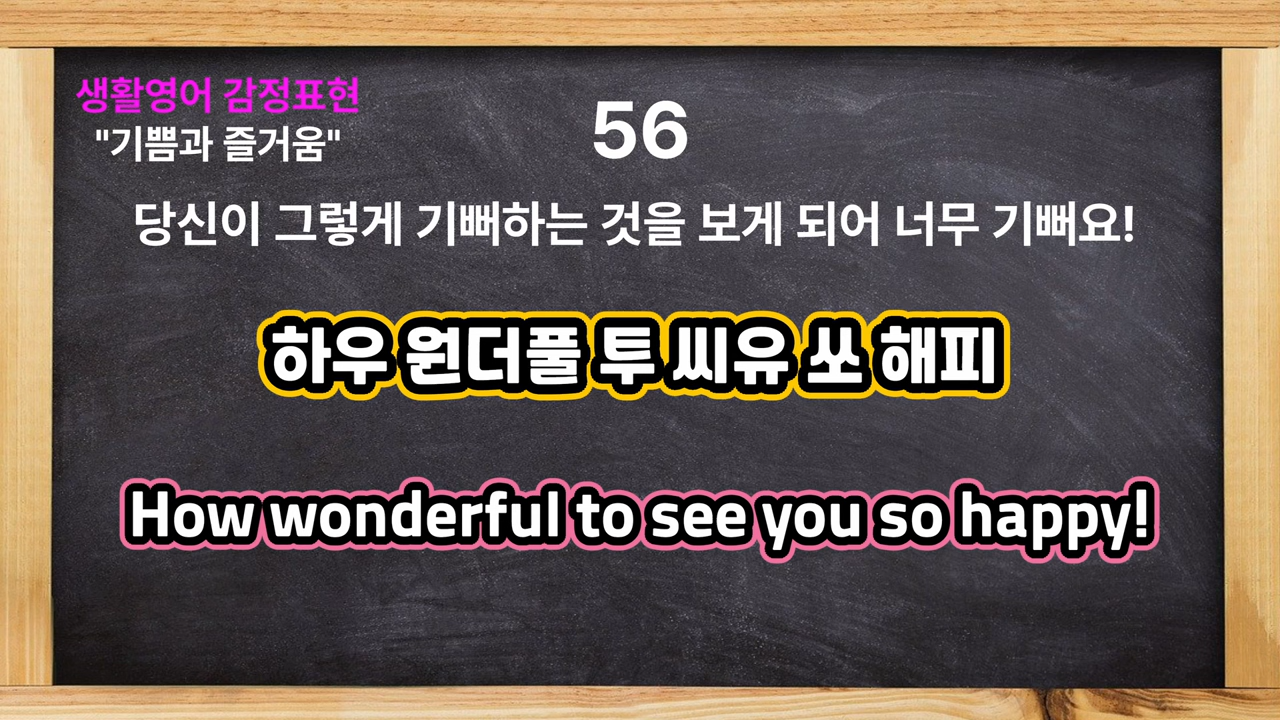 생활영어 감정표현
"기쁨과 즐거움"
56
당신이 그렇게 기뻐하는 것을 보게 되어 너무 기뻐요!
하우 원더풀 투 씨유 쏘 해피
How wonderful to see you so happy!